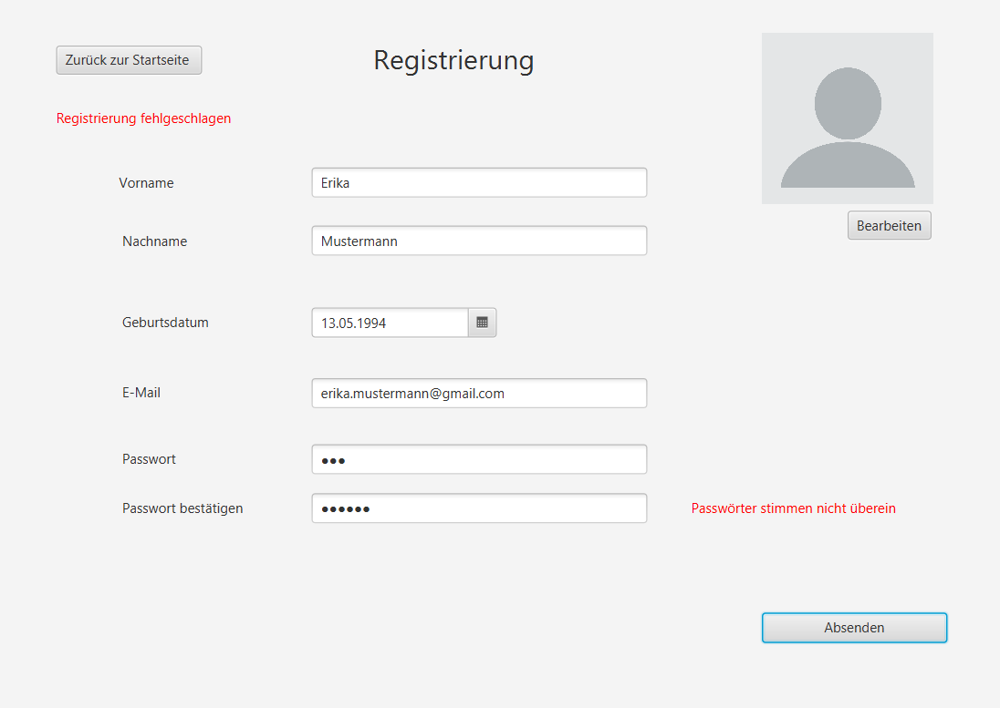 Zurück zur Startseite
Registrierung
Registrierung fehlgeschlagen
Vorname
Erika
Nachname
Mustermann
Bearbeiten
Geburtsdatum
13.05.1994
E-Mail
erika.mustermann@gmail.com
Passwort
●●●
Passwort bestätigen
●●●●●●
Passwörter stimmen nicht überein
Absenden